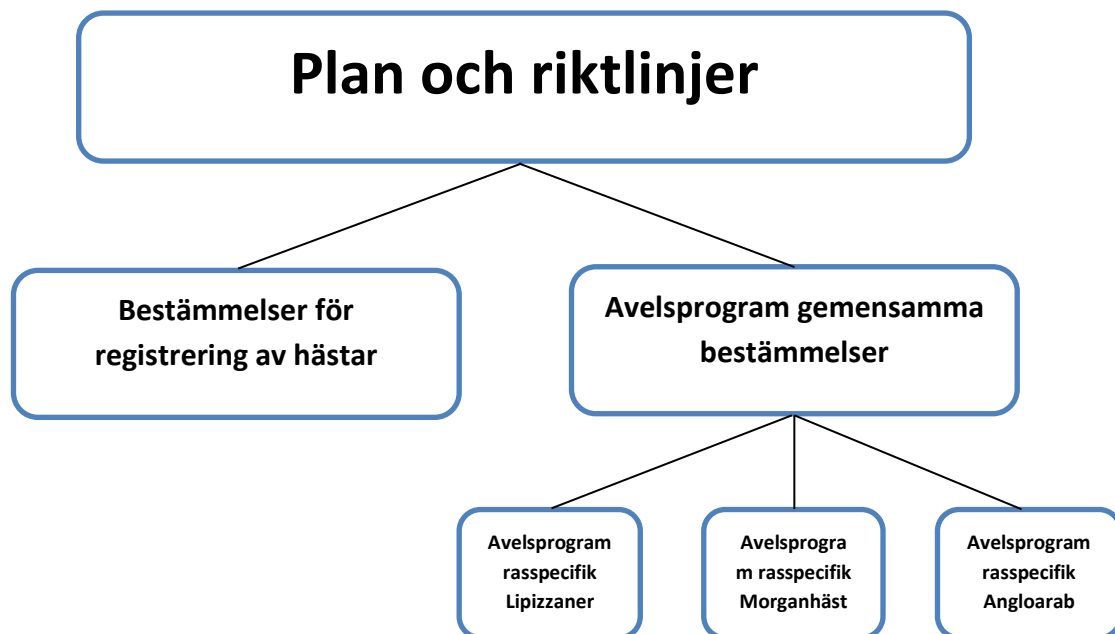 Plan och riktlinjer
Bestämmelser för
registrering av hästar
Avelsprogram gemensamma
bestämmelser
Avelsprogram
rasspecifik
Lipizzaner
Avelsprogra
m rasspecifik
Morganhäst
Avelsprogram
rasspecifik
Angloarab